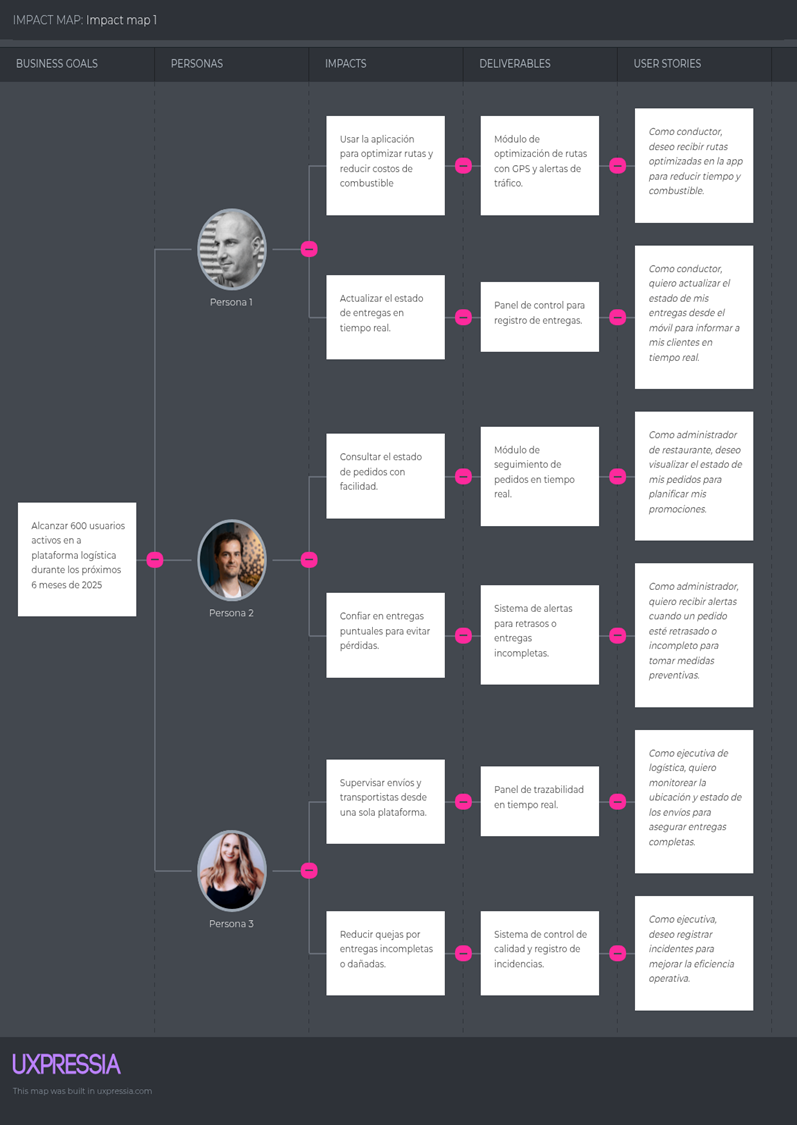 IMPACT MAP: Impact map 1
BUSINESS GOALS
PERSONAS
IMPACTS
DELIVERABLES
USER STORIES
Alcanzar 600 usuarios
activos en a
plataforma logística
durante los próximos
6 meses de 2025
Persona 1
Usar la aplicación
para optimizar rutas y
reducir costos de
combustible
Módulo de
optimización de rutas
con GPS y alertas de
tráfico.
Como conductor,
deseo recibir rutas
optimizadas en la app
para reducir tiempo y
combustible.
Actualizar el estado
de entregas en
tiempo real.
Panel de control para
registro de entregas.
Como conductor,
quiero actualizar el
estado de mis
entregas desde el
móvil para informar a
mis clientes en
tiempo real.
Persona 2
Consultar el estado
de pedidos con
facilidad.
Módulo de
seguimiento de
pedidos en tiempo
real.
Como administrador
de restaurante, deseo
visualizar el estado de
mis pedidos para
planificar mis
promociones.
Confiar en entregas
puntuales para evitar
pérdidas.
Sistema de alertas
para retrasos o
entregas
incompletas.
Como administrador,
quiero recibir alertas
cuando un pedido
esté retrasado o
incompleto para
tomar medidas
preventivas.
Persona 3
Supervisar envíos y
transportistas desde
una sola plataforma.
Panel de trazabilidad
en tiempo real.
Como ejecutiva de
logística, quiero
monitorear la
ubicación y estado de
los envíos para
asegurar entregas
completas.
Reducir quejas por
entregas incompletas
o dañadas.
Sistema de control de
calidad y registro de
incidencias.
Como ejecutiva,
deseo registrar
incidentes para
mejorar la eficiencia
operativa.
UXPRESSIA
This map was built in uxpressia.com